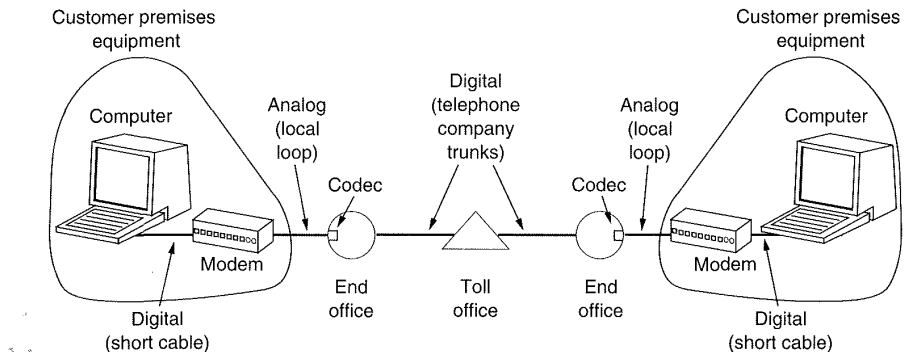 Customer premises
equipment
Customer premises
equipment
Computer
Analog
(local
loop)
Digital
(telephone
company
trunks)
Analog
(local
loop)
Computer
Codec
Codec
Modem
Modem
End
office
Toll
office
End
office
Digital
(short cable)
Digital
(short cable)